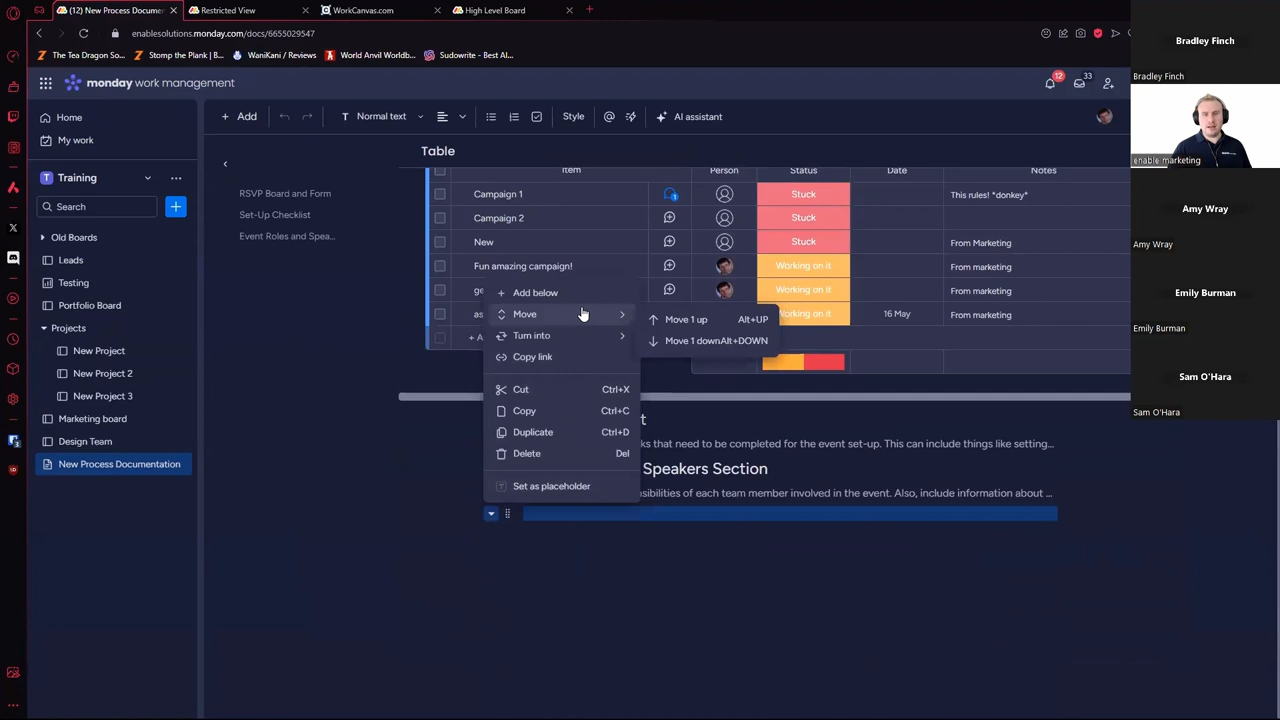 (12) New Process Documen
Restricted View
WorkCanvas.com
High Level Board
enablesolutions.monday.com/docs/6655029547
The Tea Dragon So...
Stomp the Plank | B...
WaniKani / Reviews
World Anvil Worldb...
Sudowrite - Best AI...
monday work management
12
33
Home
My work
Training
Search
Old Boards
Leads
Testing
Portfolio Board
Projects
New Project
New Project 2
New Project 3
Marketing board
Design Team
New Process Documentation
Add
Normal text
Style
AI assistant
RSVP Board and Form
Set-Up Checklist
Event Roles and Spea...
Table
Item
Person
Status
Date
Notes
Campaign 1
Stuck
This rules! *donkey*
Campaign 2
Stuck
New
Stuck
From Marketing
Fun amazing campaign!
Working on it
From marketing
ge
Working on it
From marketing
as
Working on it
16 May
From Marketing
+ A
Add below
Move
Turn into
Copy link
Cut Ctrl+X
Copy Ctrl+C
Duplicate Ctrl+D
Delete Del
Set as placeholder
Move 1 up Alt+UP
Move 1 down Alt+DOWN
t
ks that need to be completed for the event set-up. This can include things like setting...
Speakers Section
sibilities of each team member involved in the event. Also, include information about ...
Bradley Finch
Bradley Finch
enable marketing
Amy Wray
Amy Wray
Emily Burman
Emily Burman
Sam O'Hara
Sam O'Hara